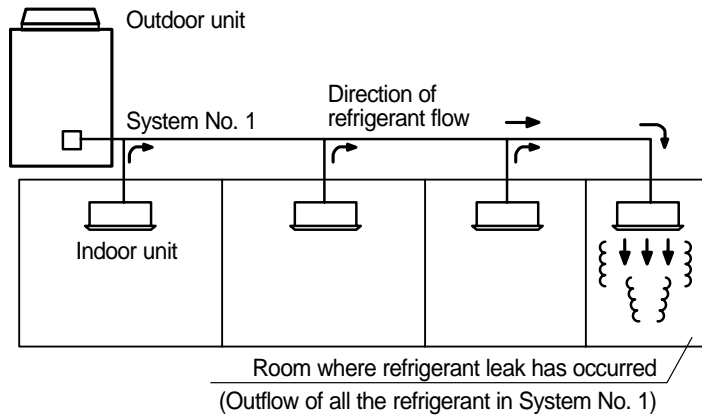 Outdoor unit
Direction of
refrigerant flow
System No. 1
Indoor unit
Room where refrigerant leak has occurred
(Outflow of all the refrigerant in System No. 1)